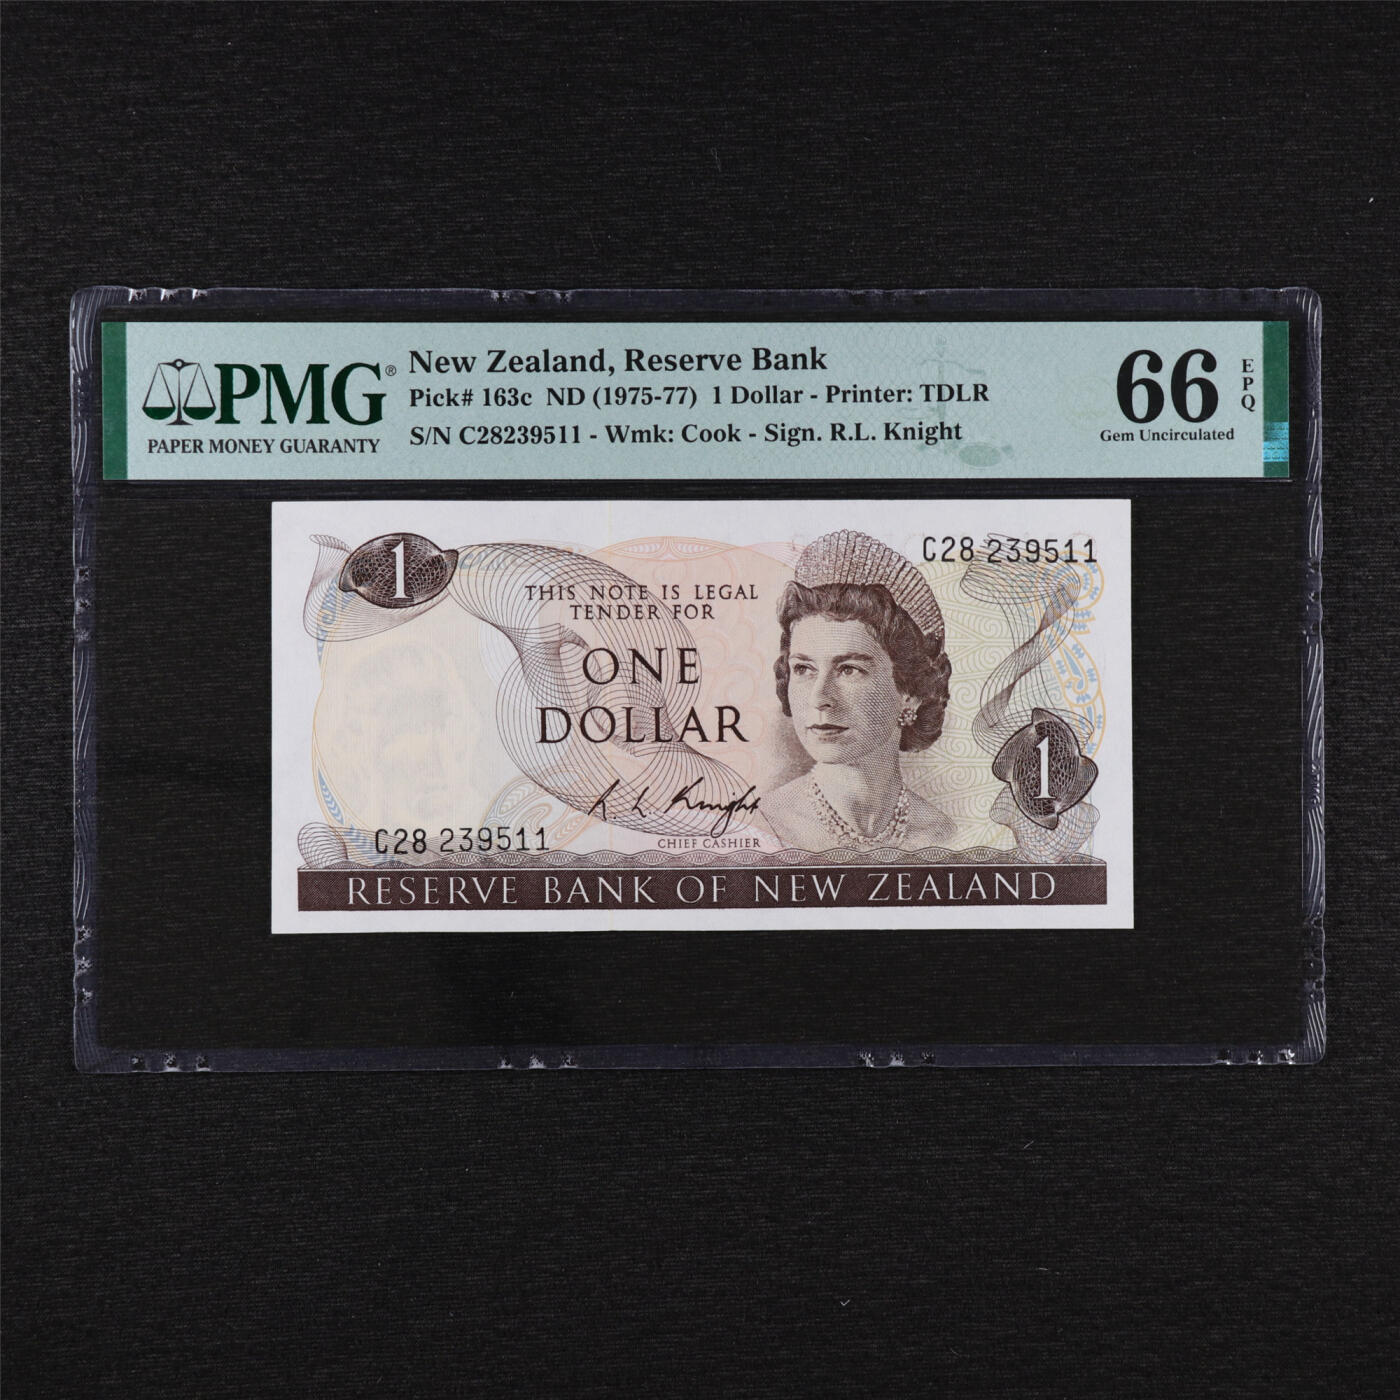 PMG®
PAPER MONEY GUARANTY
New Zealand, Reserve Bank
Pick# 163c ND (1975-77) 1 Dollar - Printer: TDLR
S/N C28239511 - Wmk: Cook - Sign. R.L. Knight
66
EPQ
Gem Uncirculated
1
C28 239511
THIS NOTE IS LEGAL
TENDER FOR
ONE
DOLLAR
1
R L Knight
CHIEF CASHIER
C28 239511
RESERVE BANK OF NEW ZEALAND